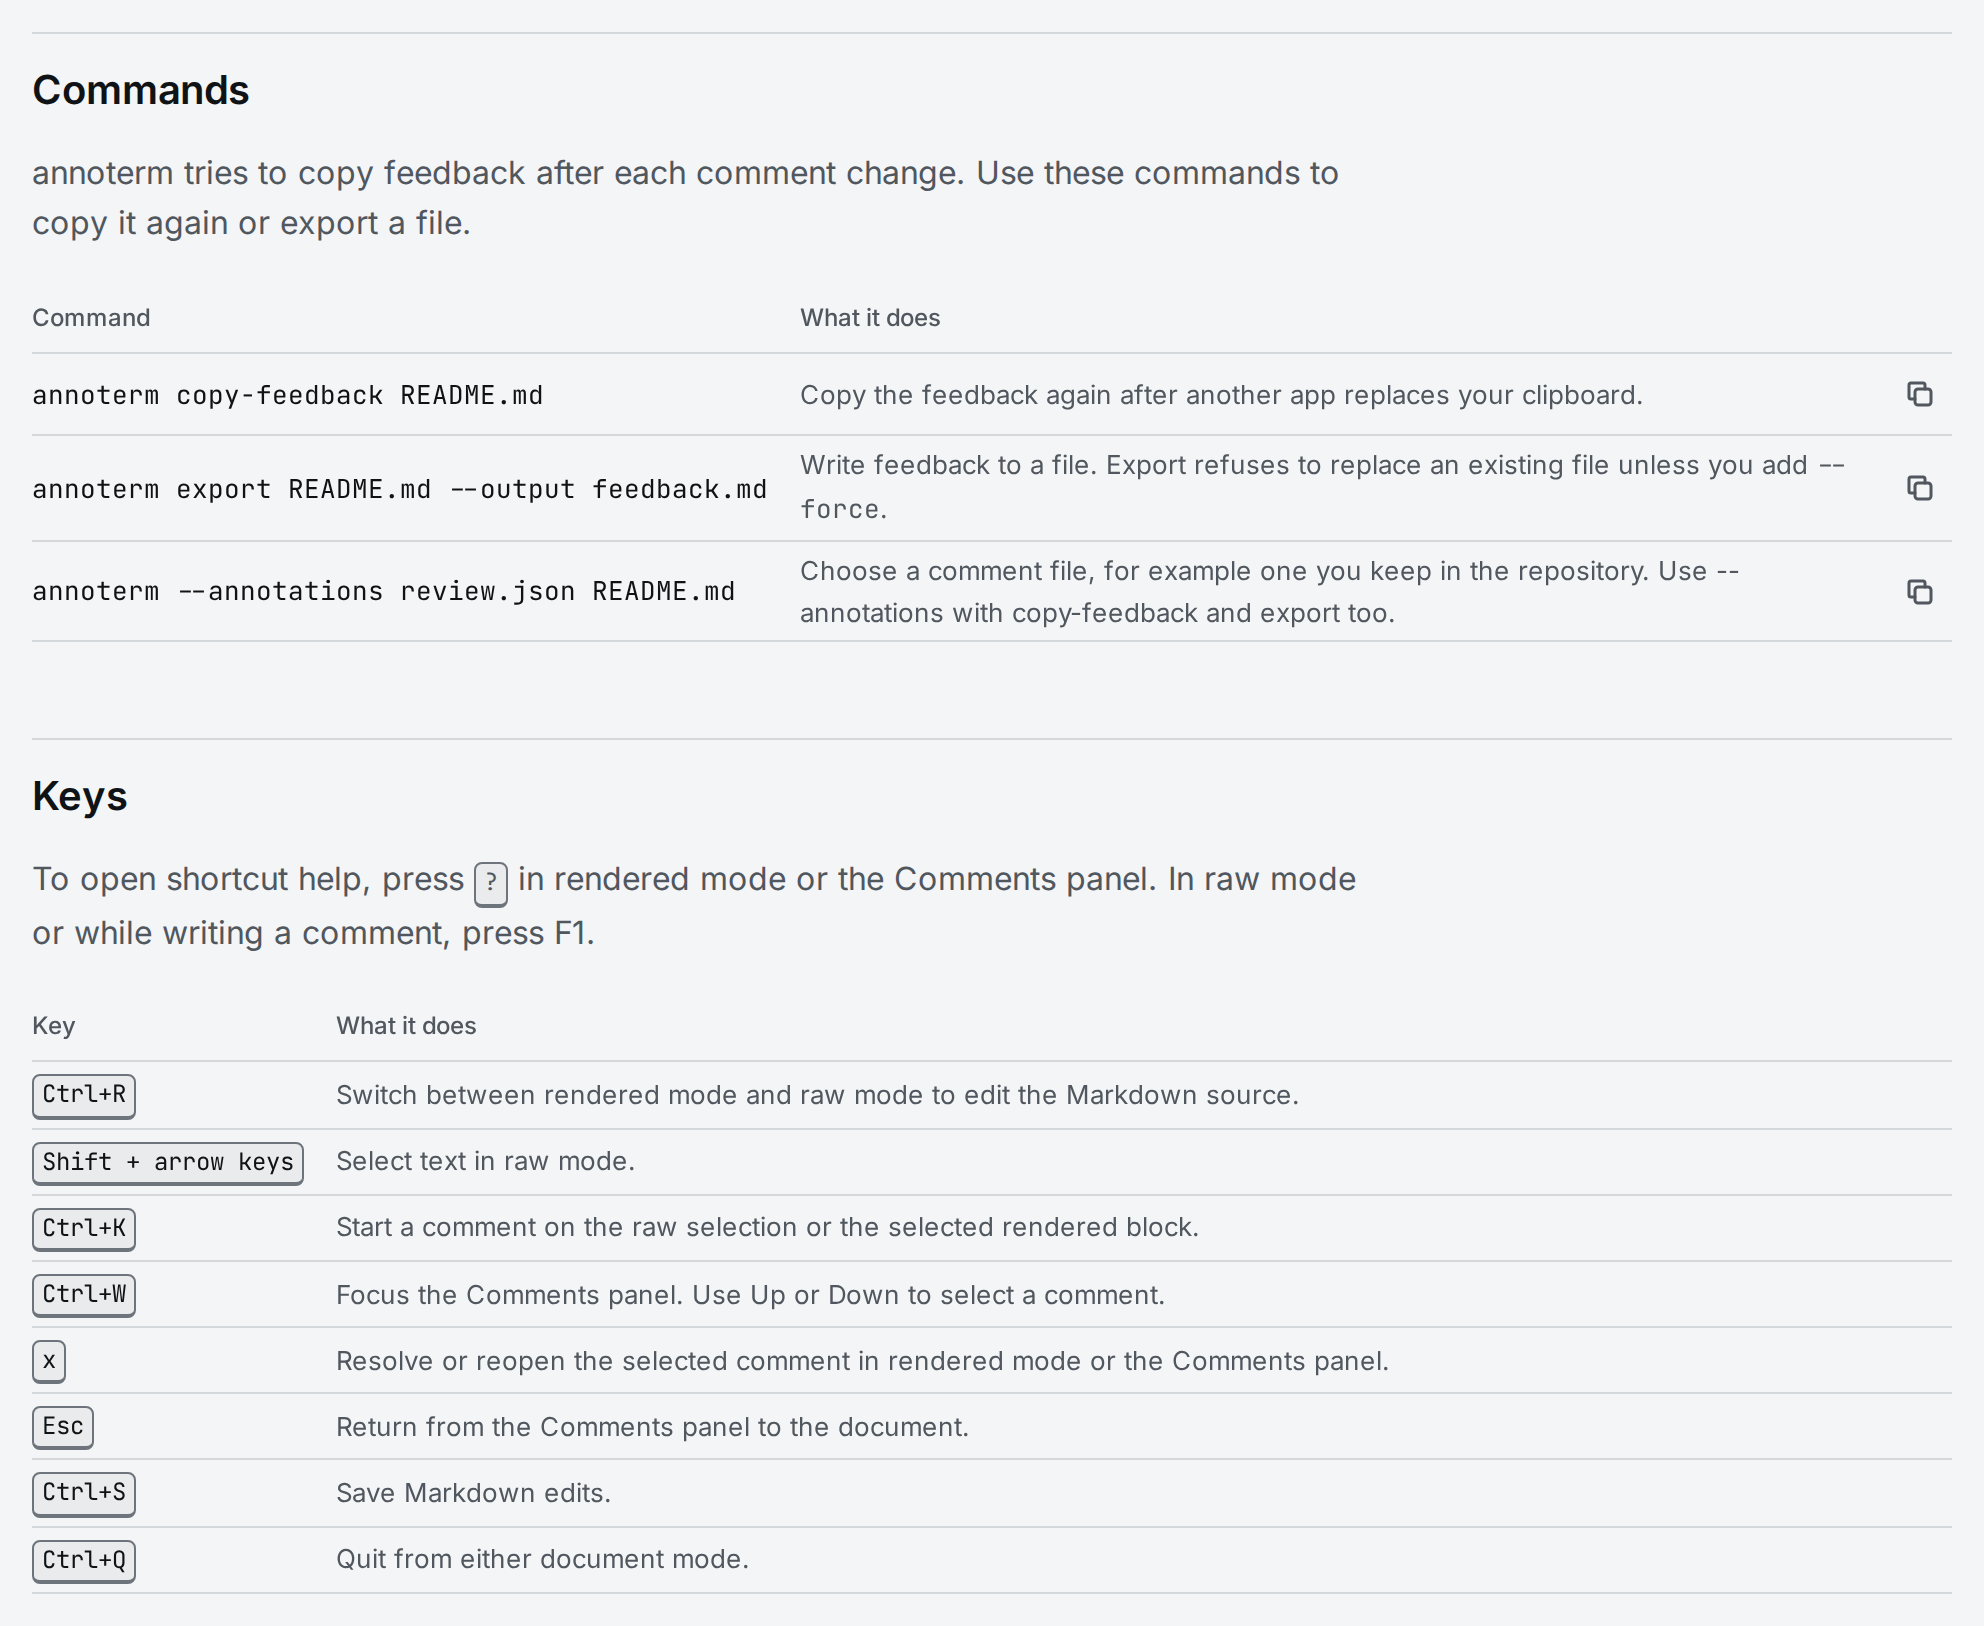 Commands
annoterm tries to copy feedback after each comment change. Use these commands to
copy it again or export a file.
Command What it does
annoterm copy-feedback README.md Copy the feedback again after another app replaces your clipboard.
annoterm export README.md --output feedback.md Write feedback to a file. Export refuses to replace an existing file unless you add --
force.
annoterm --annotations review.json README.md Choose a comment file, for example one you keep in the repository. Use --
annotations with copy-feedback and export too.
Keys
To open shortcut help, press ? in rendered mode or the Comments panel. In raw mode
or while writing a comment, press F1.
Key What it does
Ctrl+R Switch between rendered mode and raw mode to edit the Markdown source.
Shift + arrow keys Select text in raw mode.
Ctrl+K Start a comment on the raw selection or the selected rendered block.
Ctrl+W Focus the Comments panel. Use Up or Down to select a comment.
x Resolve or reopen the selected comment in rendered mode or the Comments panel.
Esc Return from the Comments panel to the document.
Ctrl+S Save Markdown edits.
Ctrl+Q Quit from either document mode.